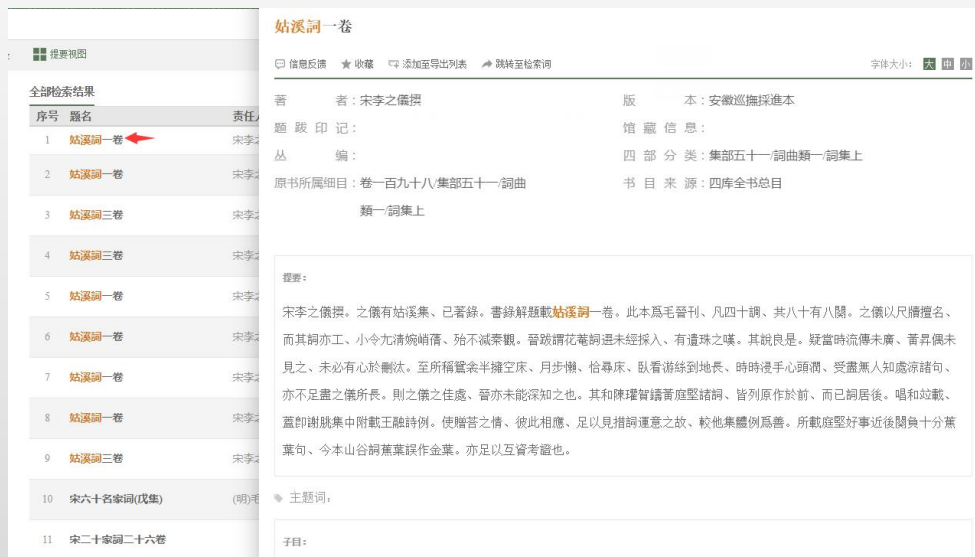 提要视图
全部检索结果
序号 题名 责任
1 姑溪詞一卷 宋李之
2 姑溪詞一卷 宋李之
3 姑溪詞三卷 宋李之
4 姑溪詞三卷 宋李之
5 姑溪詞一卷 宋李之
6 姑溪詞一卷 宋李之
7 姑溪詞一卷 宋李之
8 姑溪詞一卷 宋李之
9 姑溪詞三卷 宋李之
10 宋六十名家词(戊集) (明)毛
11 宋二十家詞二十六卷
姑溪詞一卷
信息反馈 收藏 添加至导出列表 跳转至检索词 字体大小: 大 中 小
著 者:宋李之儀撰 版 本:安徽巡撫採進本
题 跋 印 记: 馆 藏 信 息:
丛 编: 四 部 分 类:集部五十一/詞曲類一/詞集上
原书所属细目:卷一百九十八/集部五十一/詞曲 书 目 来 源:四库全书总目
類一/詞集上
提要:
宋李之儀撰。之儀有姑溪集、已著錄。書錄解題載姑溪詞一卷。此本爲毛晉刊、凡四十調、共八十有八闋。之儀以尺牘擅名、
而其詞亦工、小令尤清婉峭蒨、殆不減秦觀。晉跋謂花菴詞選未經採入、有遺珠之嘆。其說良是。疑當時流傳未廣、黃昇偶未
見之、未必有心於刪汰。至所稱鴛衾半擁空床、月步懶、恰尋床、臥看游絲到地長、時時浸手心頭潤、受盡無人知處涼諸句、
亦不足盡之儀所長。則之儀之佳處、晉亦未能深知之也。其和陳瓘賀鑄黃庭堅諸詞、皆列原作於前、而已詞居後。唱和竝載、
蓋卽謝朓集中附載王融詩例。使贈荅之情、彼此相應、足以見措詞運意之故、較他集體例爲善。所載庭堅好事近後闋負十分蕉
葉句、今本山谷詞蕉葉誤作金葉。亦足以互資考證也。
主题词:
子目: